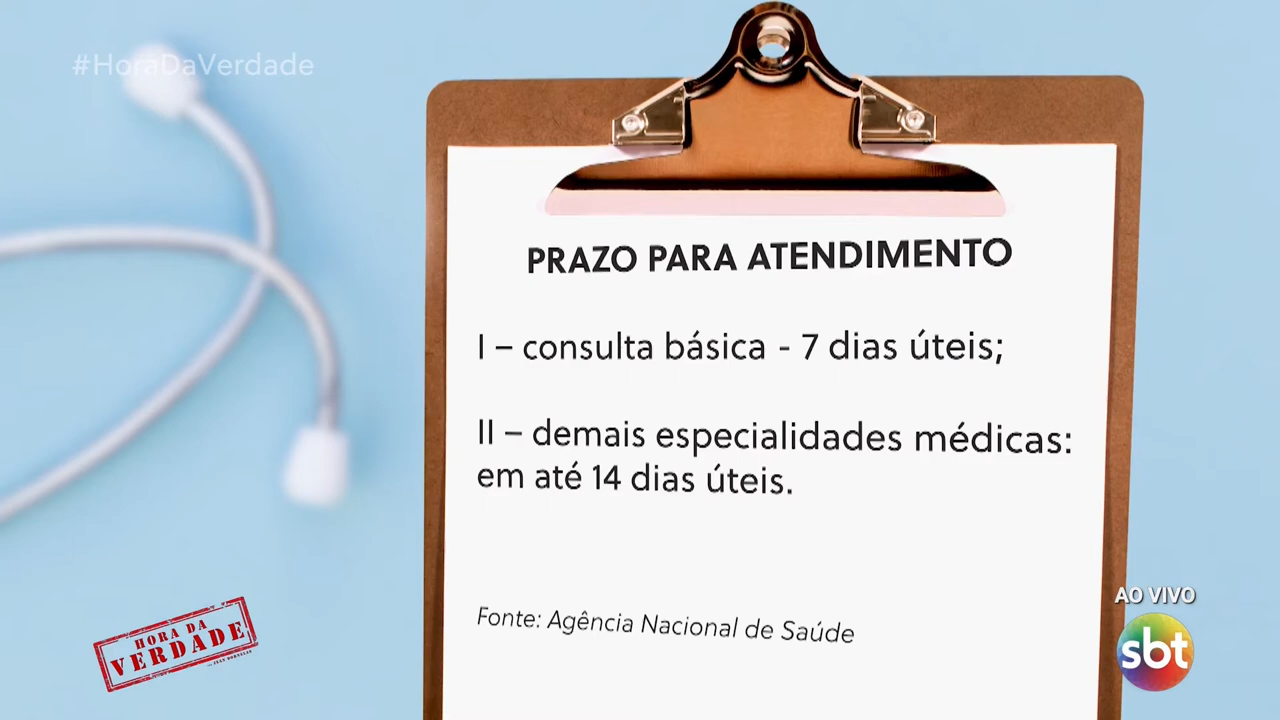 #HoraDaVerdade
PRAZO PARA ATENDIMENTO
I – consulta básica - 7 dias úteis;
II – demais especialidades médicas:
em até 14 dias úteis.
Fonte: Agência Nacional de Saúde
HORA DA
VERDADE
AO VIVO
sbt